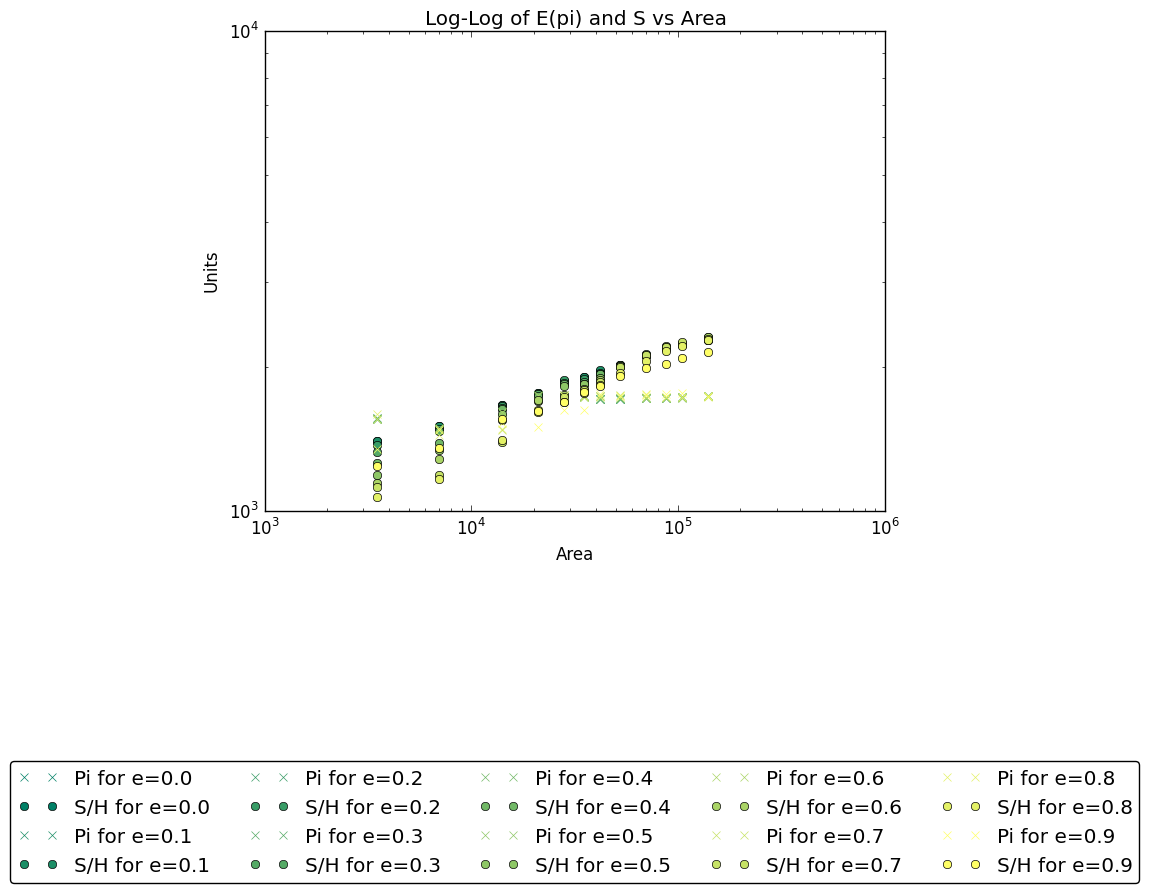 Log-Log of E(pi) and S vs Area
10^4
Units
10^3
10^3 10^4 10^5 10^6
Area
Pi for e=0.0 Pi for e=0.2 Pi for e=0.4 Pi for e=0.6 Pi for e=0.8
S/H for e=0.0 S/H for e=0.2 S/H for e=0.4 S/H for e=0.6 S/H for e=0.8
Pi for e=0.1 Pi for e=0.3 Pi for e=0.5 Pi for e=0.7 Pi for e=0.9
S/H for e=0.1 S/H for e=0.3 S/H for e=0.5 S/H for e=0.7 S/H for e=0.9